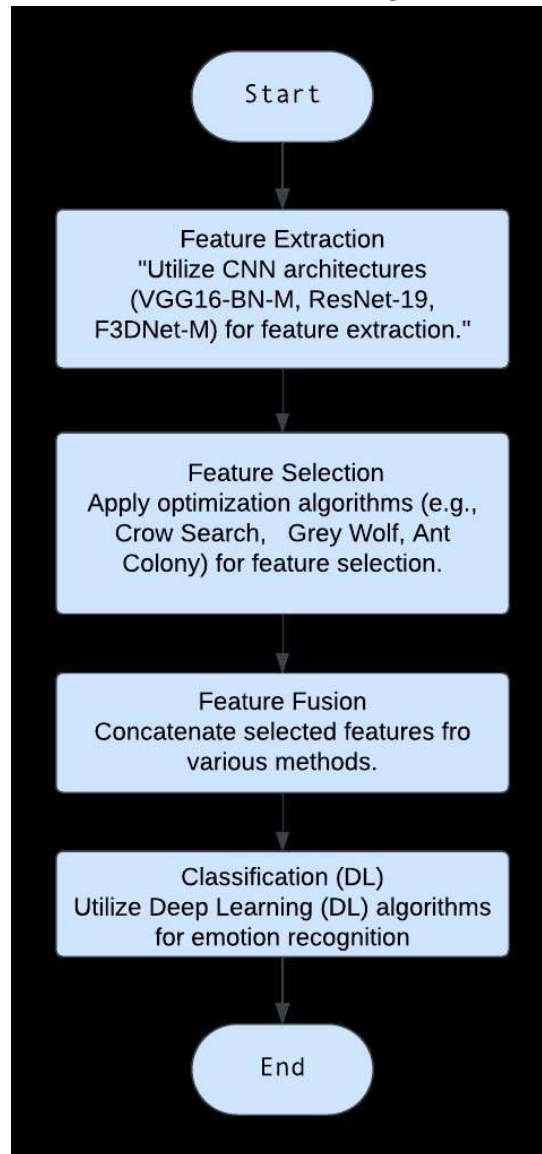 Start
Feature Extraction
"Utilize CNN architectures
(VGG16-BN-M, ResNet-19,
F3DNet-M) for feature extraction."
Feature Selection
Apply optimization algorithms (e.g.,
Crow Search, Grey Wolf, Ant
Colony) for feature selection.
Feature Fusion
Concatenate selected features fro
various methods.
Classification (DL)
Utilize Deep Learning (DL) algorithms
for emotion recognition
End